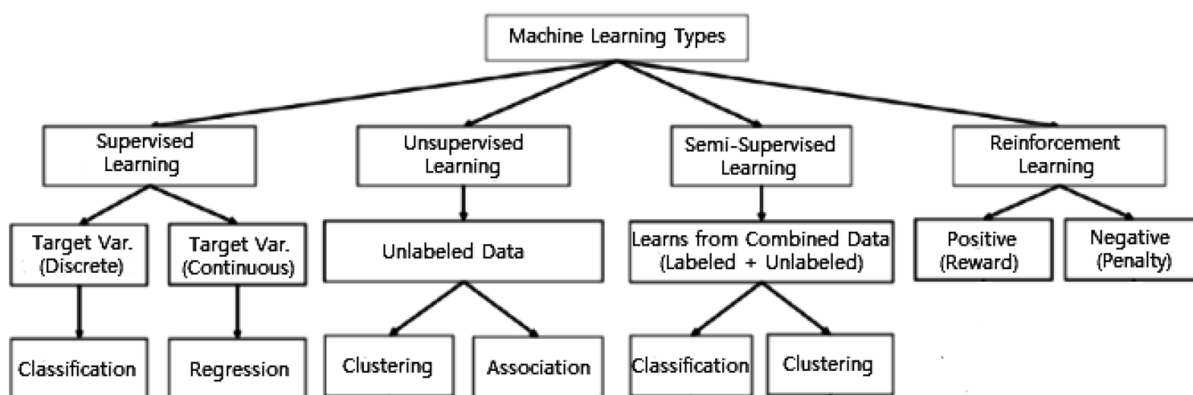 Machine Learning Types
Supervised
Learning
Unsupervised
Learning
Semi-Supervised
Learning
Reinforcement
Learning
Target Var.
(Discrete)
Target Var.
(Continuous)
Unlabeled Data
Learns from Combined Data
(Labeled + Unlabeled)
Positive
(Reward)
Negative
(Penalty)
Classification
Regression
Clustering
Association
Classification
Clustering